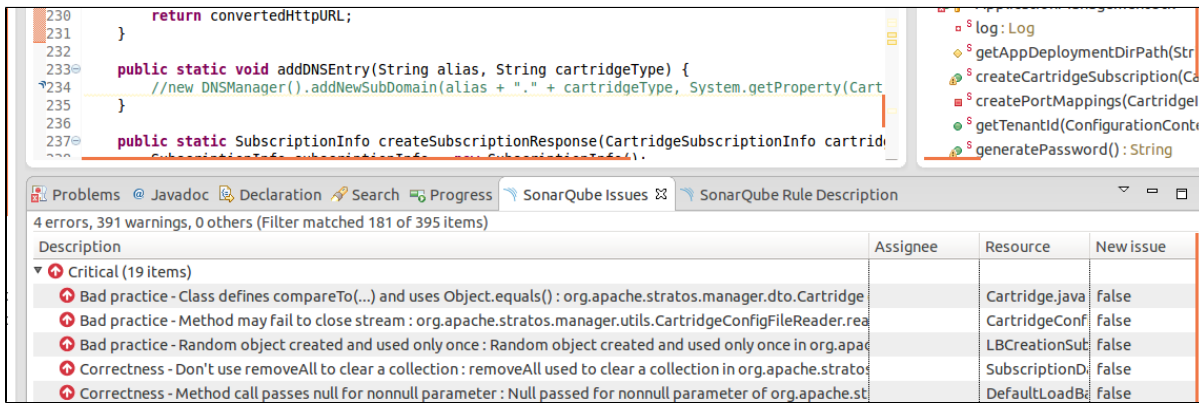 230 return convertedHttpURL;
231 }
232
233 public static void addDNSEntry(String alias, String cartridgeType) {
234 //new DNSManager().addNewSubDomain(alias + "." + cartridgeType, System.getProperty(Cart
235 }
236
237 public static SubscriptionInfo createSubscriptionResponse(CartridgeSubscriptionInfo cartrid
S log : Log
S getAppDeploymentDirPath(Str
S createCartridgeSubscription(Ca
S createPortMappings(CartridgeI
S getTenantId(ConfigurationConte
S generatePassword() : String
Problems @ Javadoc Declaration Search Progress SonarQube Issues SonarQube Rule Description
4 errors, 391 warnings, 0 others (Filter matched 181 of 395 items)
Description Assignee Resource New issue
Critical (19 items)
Bad practice - Class defines compareTo(...) and uses Object.equals() : org.apache.stratos.manager.dto.Cartridge Cartridge.java false
Bad practice - Method may fail to close stream : org.apache.stratos.manager.utils.CartridgeConfigFileReader.rea CartridgeConf false
Bad practice - Random object created and used only once : Random object created and used only once in org.apac LBCreationSub false
Correctness - Don't use removeAll to clear a collection : removeAll used to clear a collection in org.apache.stratos SubscriptionDa false
Correctness - Method call passes null for nonnull parameter : Null passed for nonnull parameter of org.apache.st DefaultLoadBa false